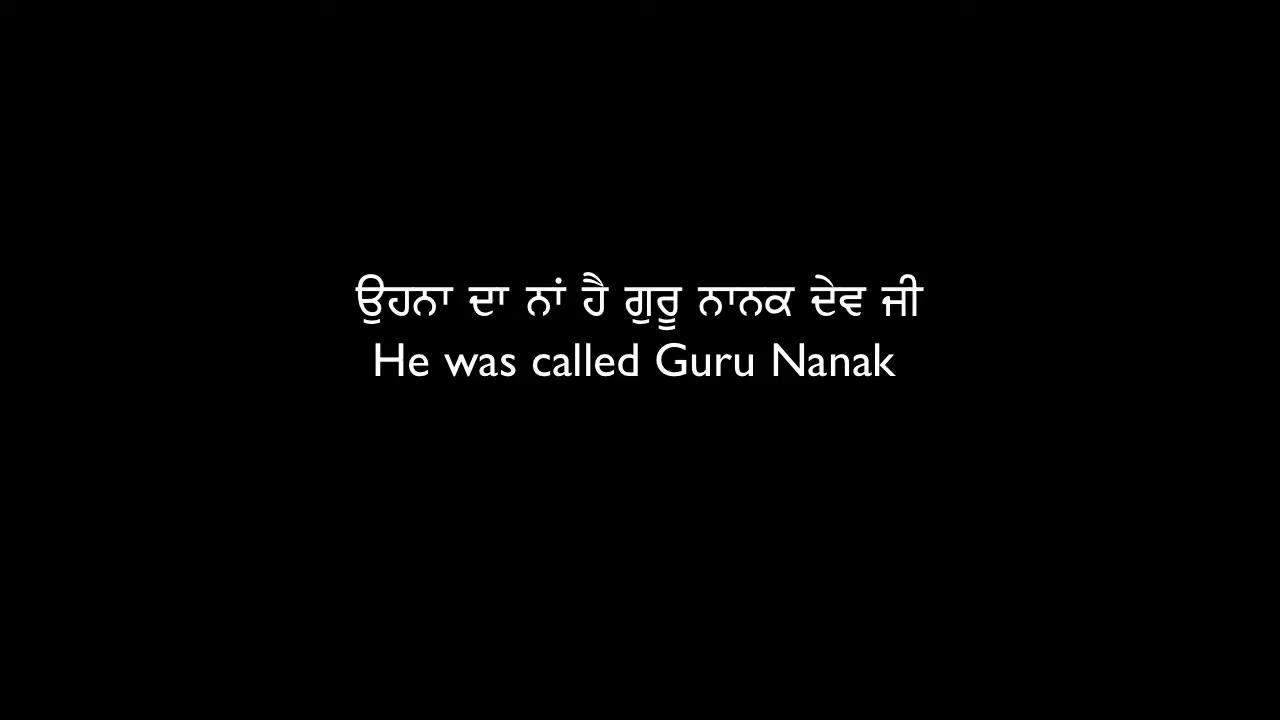 ਉਹਨਾ ਦਾ ਨਾਂ ਹੈ ਗੁਰੂ ਨਾਨਕ ਦੇਵ ਜੀ
He was called Guru Nanak